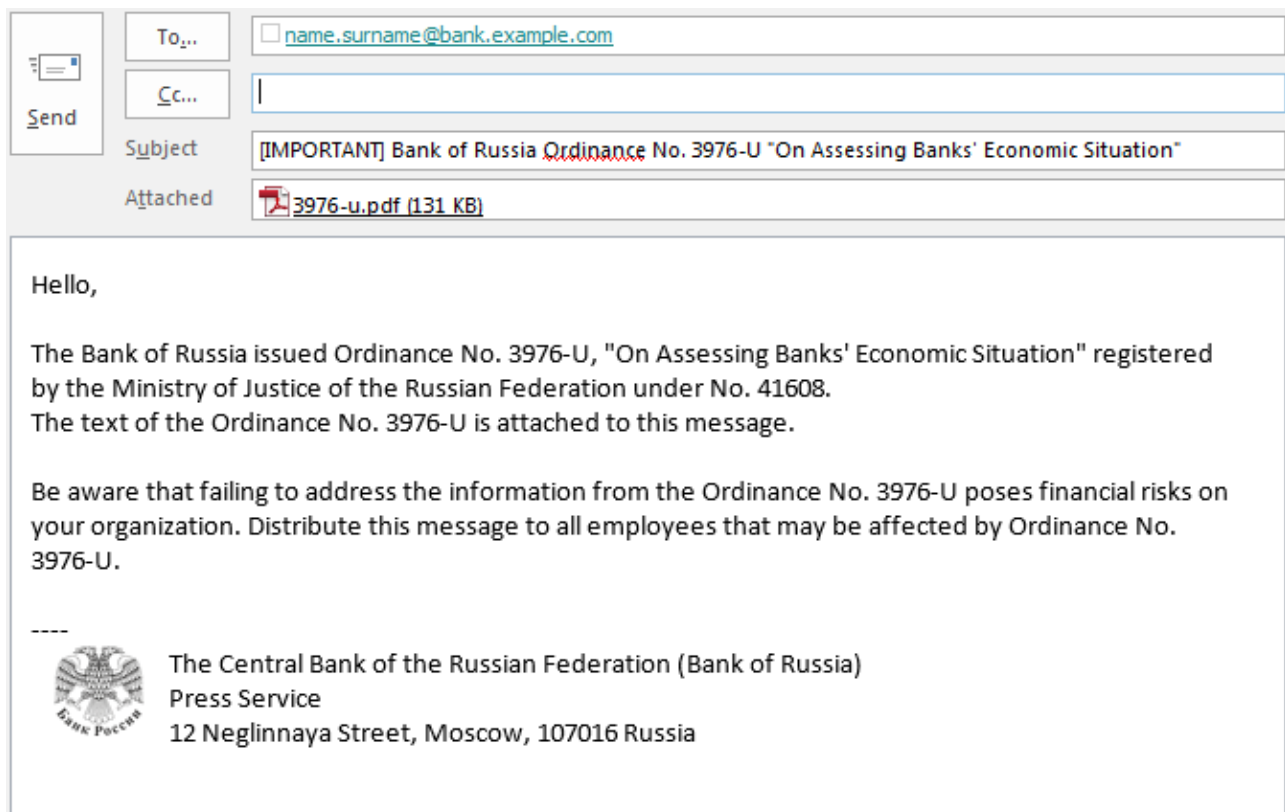 To...
name.surname@bank.example.com
Cc...
Send
Subject
[IMPORTANT] Bank of Russia Ordinance No. 3976-U "On Assessing Banks' Economic Situation"
Attached
3976-u.pdf (131 KB)
Hello,
The Bank of Russia issued Ordinance No. 3976-U, "On Assessing Banks' Economic Situation" registered
by the Ministry of Justice of the Russian Federation under No. 41608.
The text of the Ordinance No. 3976-U is attached to this message.
Be aware that failing to address the information from the Ordinance No. 3976-U poses financial risks on
your organization. Distribute this message to all employees that may be affected by Ordinance No.
3976-U.
----
Банк России
The Central Bank of the Russian Federation (Bank of Russia)
Press Service
12 Neglinnaya Street, Moscow, 107016 Russia